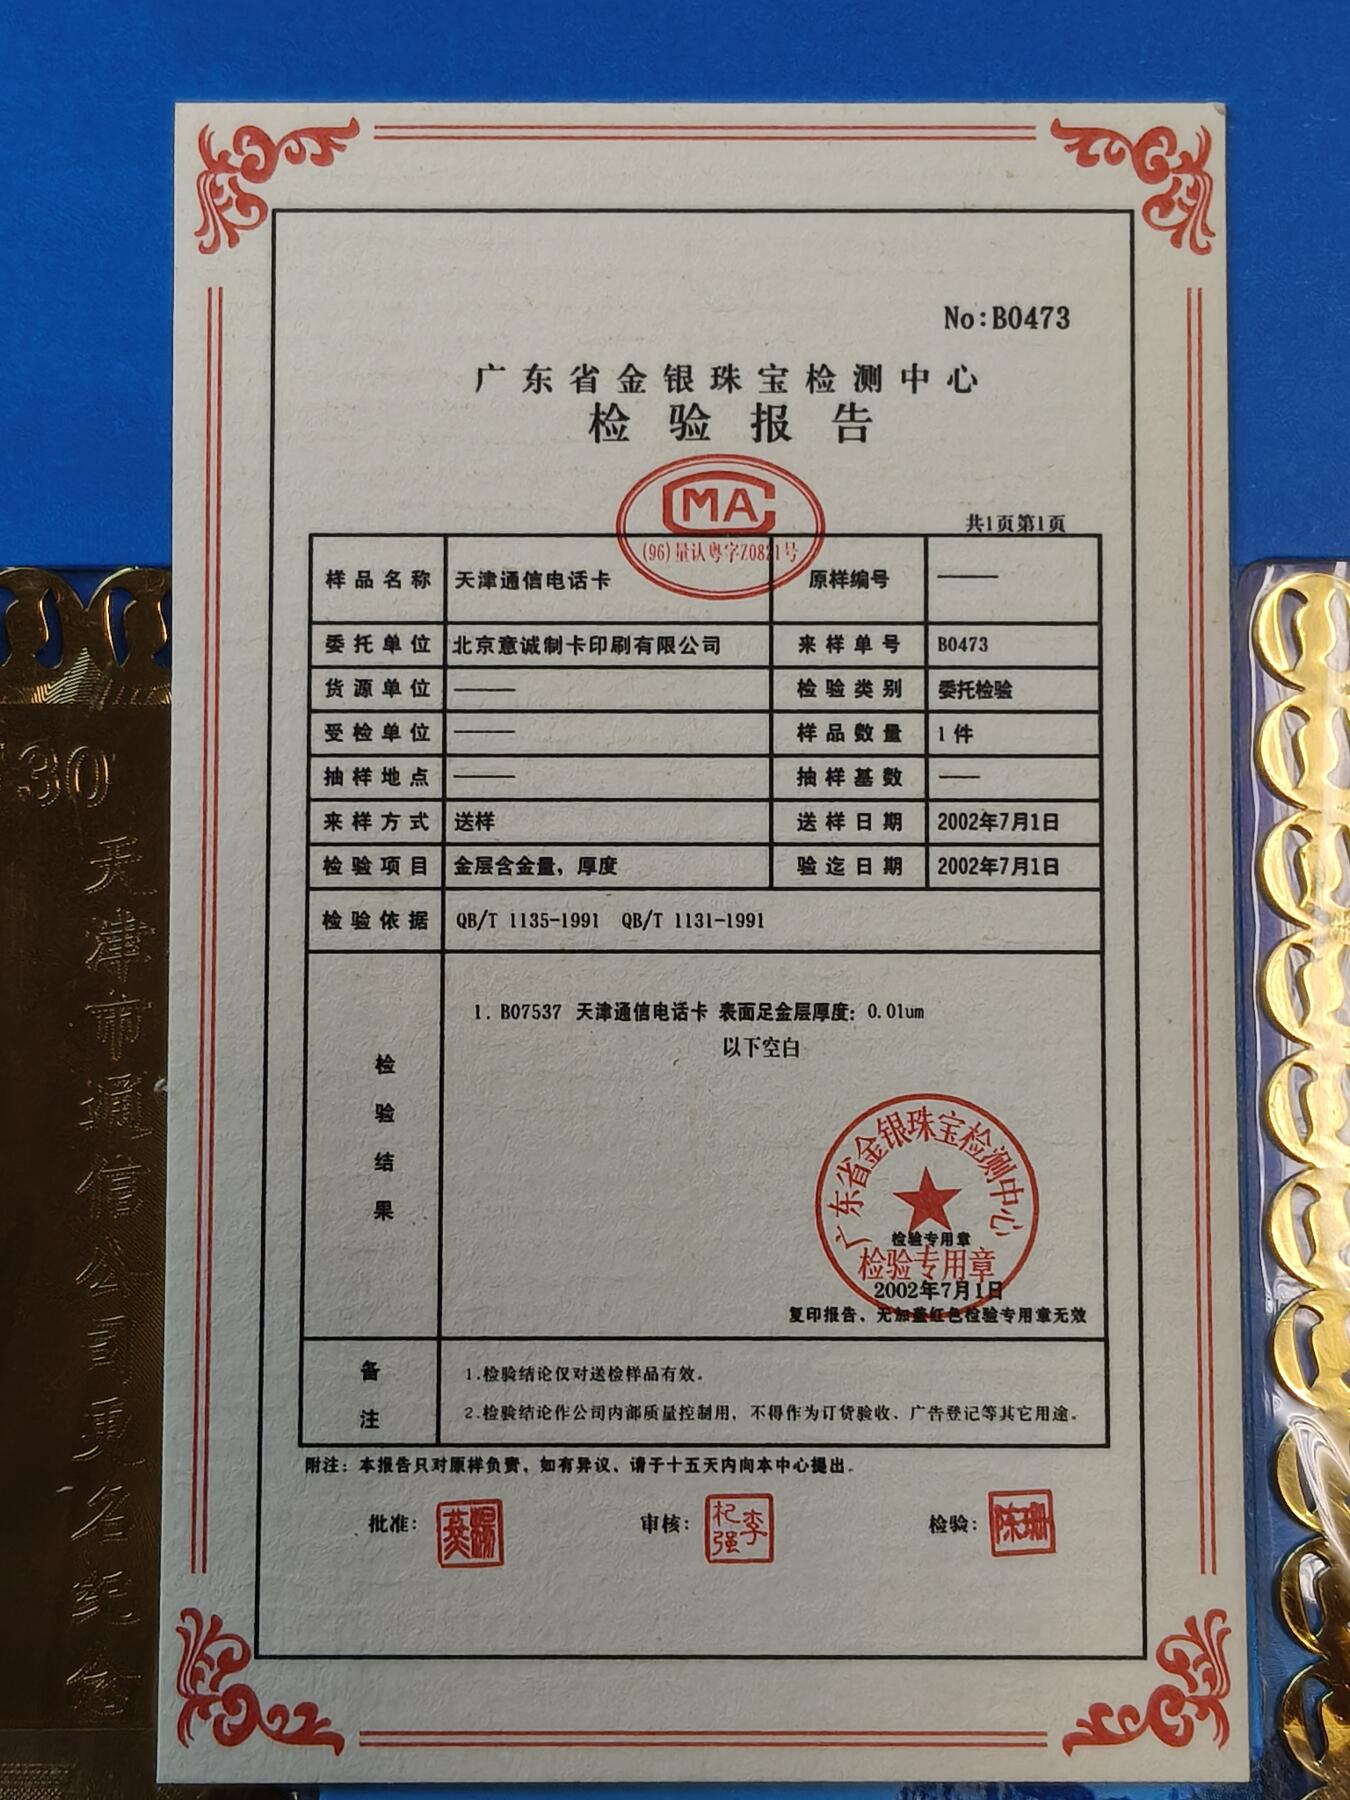 No:B0473
广东省金银珠宝检测中心
检验报告
CMA
(96)量认粤字Z0821号
共1页第1页
样品名称 天津通信电话卡 原样编号 ———
委托单位 北京意诚制卡印刷有限公司 来样单号 B0473
货源单位 ——— 检验类别 委托检验
受检单位 ——— 样品数量 1件
抽样地点 ——— 抽样基数 ——
来样方式 送样 送样日期 2002年7月1日
检验项目 金层含金量，厚度 验讫日期 2002年7月1日
检验依据 QB/T 1135-1991 QB/T 1131-1991
检验结果
1. B07537 天津通信电话卡 表面足金层厚度：0.01um
以下空白
广东省金银珠宝检测中心
检验专用章
检验专用章
2002年7月1日
复印报告、无加盖红色检验专用章无效
备注
1.检验结论仅对送检样品有效。
2.检验结论作公司内部质量控制用，不得作为订货验收、广告登记等其它用途。
附注：本报告只对原样负责，如有异议、请于十五天内向本中心提出。
批准： 审核： 检验：
30
天津市通信公司更名纪念